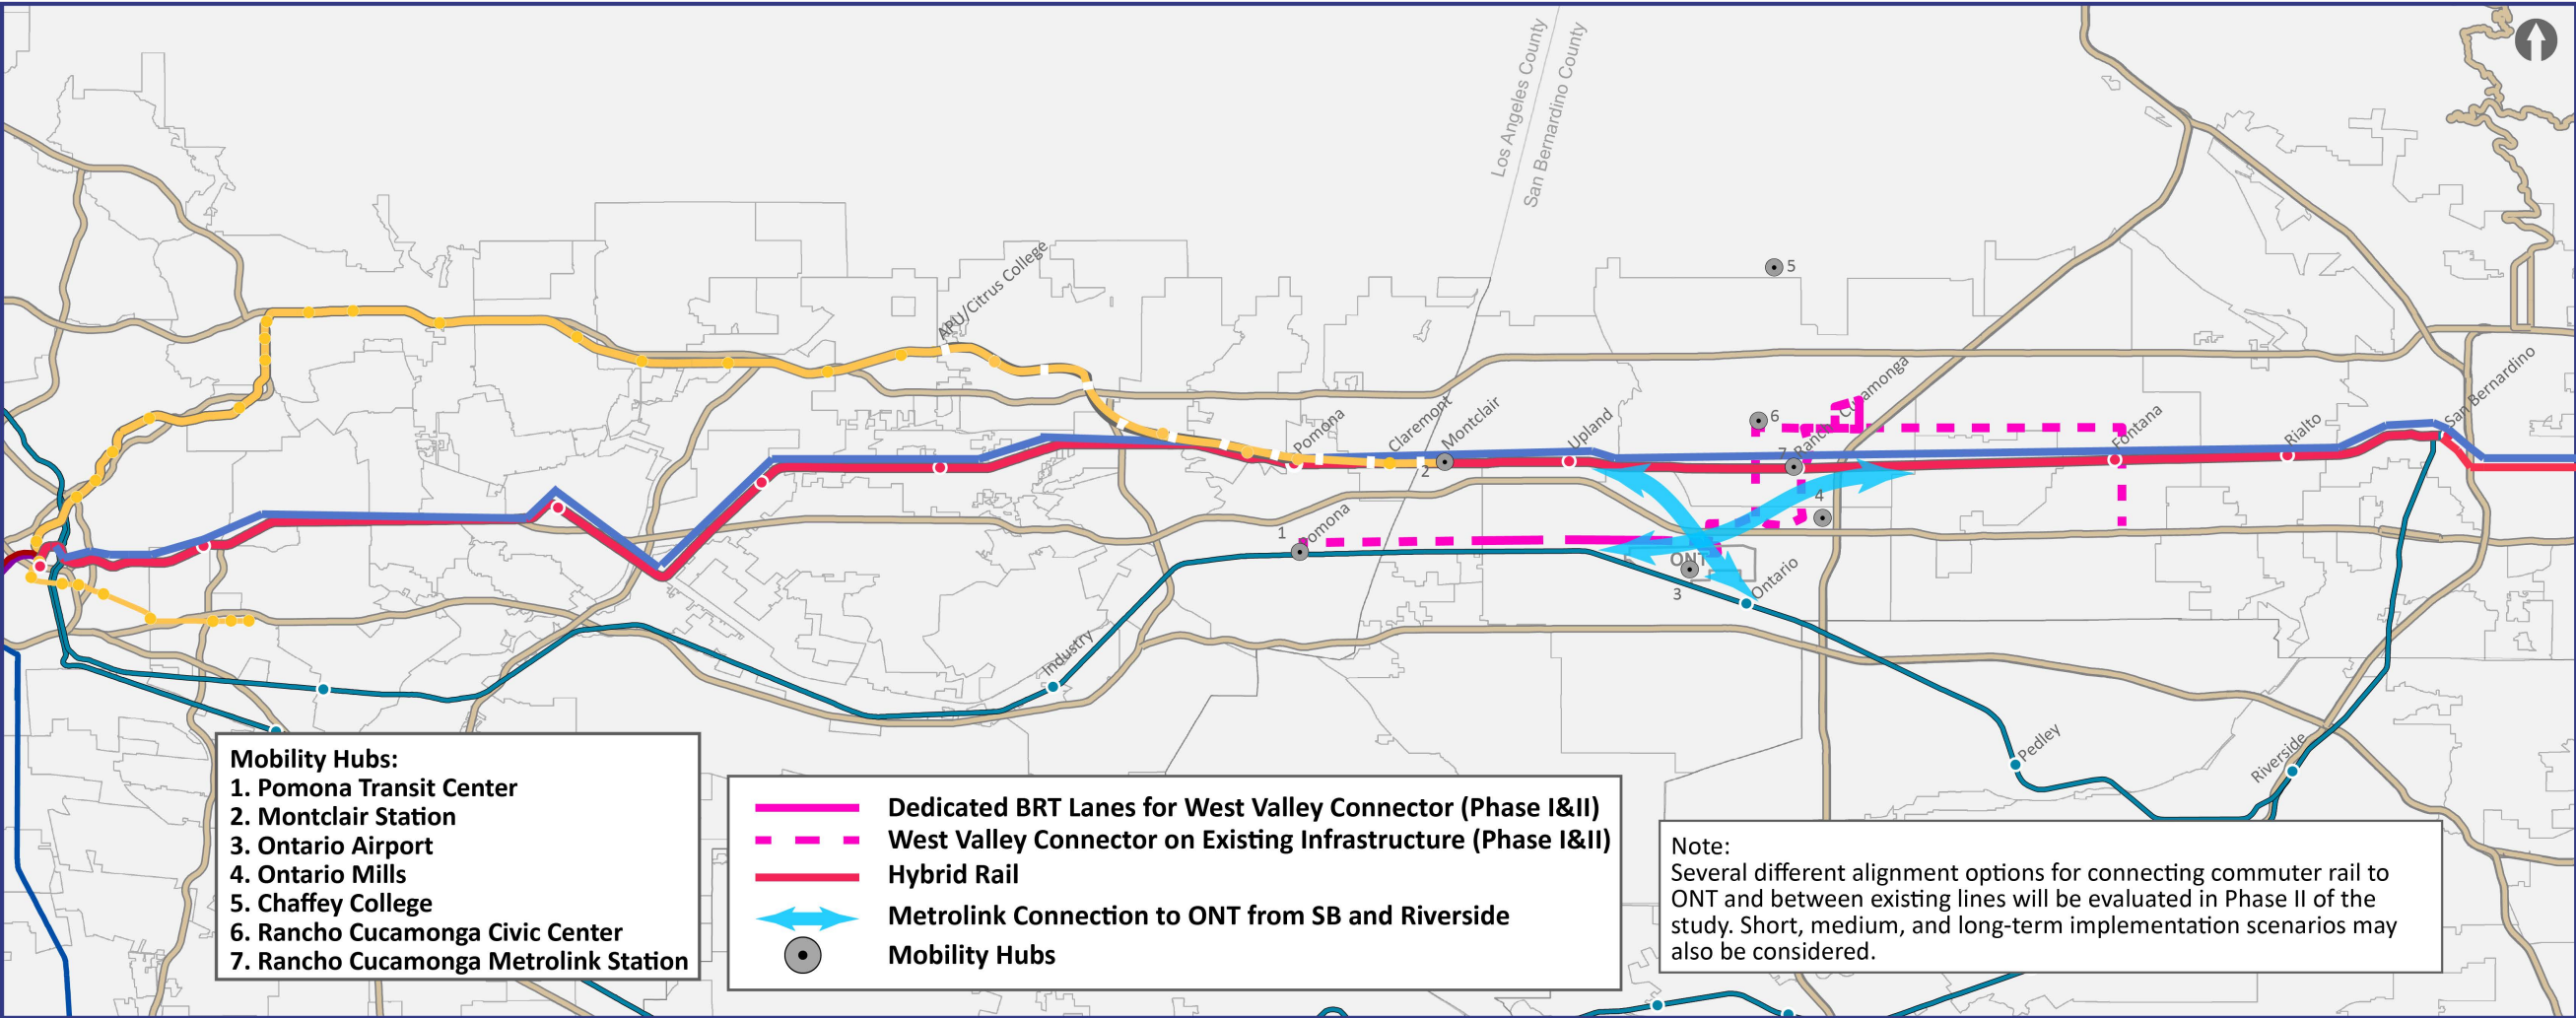 Los Angeles County
San Bernardino County
5
APU/Citrus College
San Bernardino
Cucamonga
6
Pomona
Claremont
Montclair
Upland
Fontana
Rialto
7
Rancho
2
4
1
Pomona
ONT
3
Ontario
Industry
Pedley
Riverside
Mobility Hubs:
1. Pomona Transit Center
2. Montclair Station
3. Ontario Airport
4. Ontario Mills
5. Chaffey College
6. Rancho Cucamonga Civic Center
7. Rancho Cucamonga Metrolink Station
Dedicated BRT Lanes for West Valley Connector (Phase I&II)
West Valley Connector on Existing Infrastructure (Phase I&II)
Hybrid Rail
Metrolink Connection to ONT from SB and Riverside
Mobility Hubs
Note:
Several different alignment options for connecting commuter rail to
ONT and between existing lines will be evaluated in Phase II of the
study. Short, medium, and long-term implementation scenarios may
also be considered.